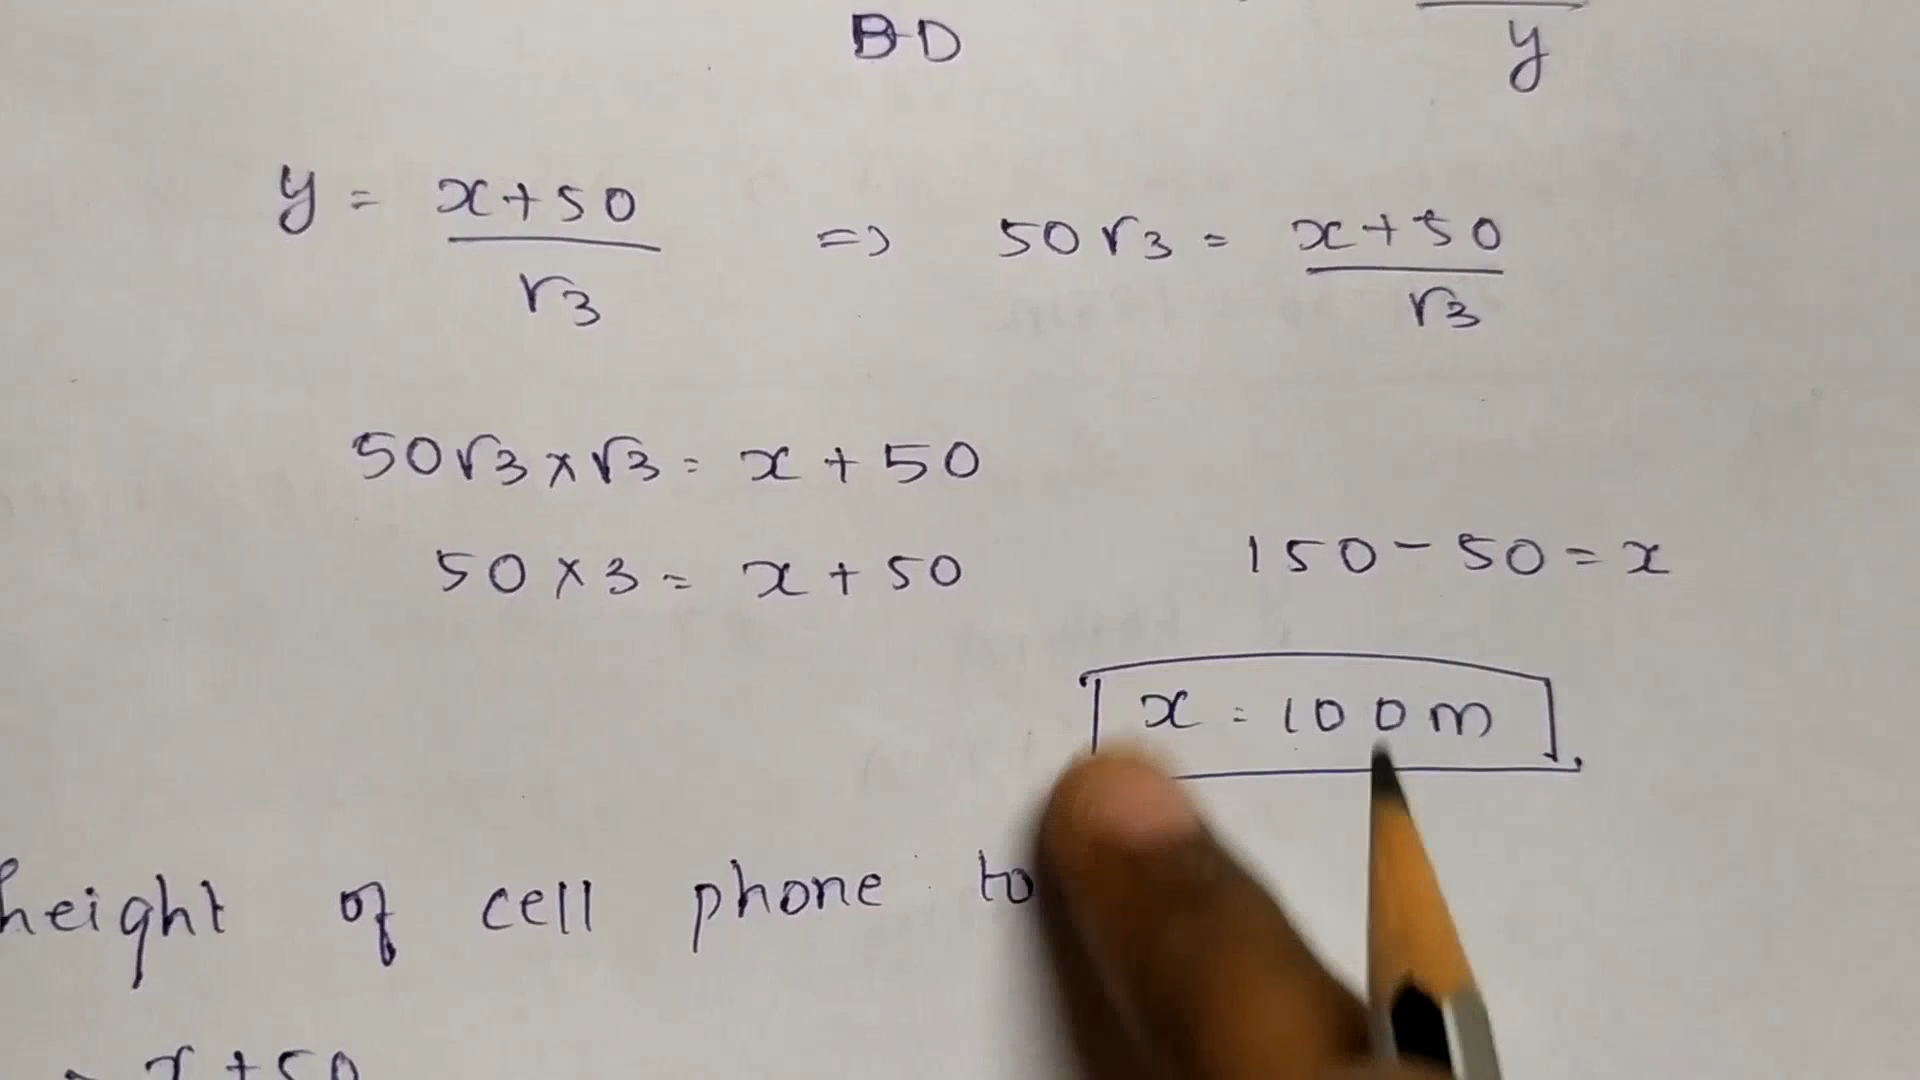 BD y
y = x+50 / √3 => 50√3 = x+50 / √3
50√3 × √3 = x + 50
50 × 3 = x + 50 150 - 50 = x
x = 100m
height of cell phone to
= x + 50